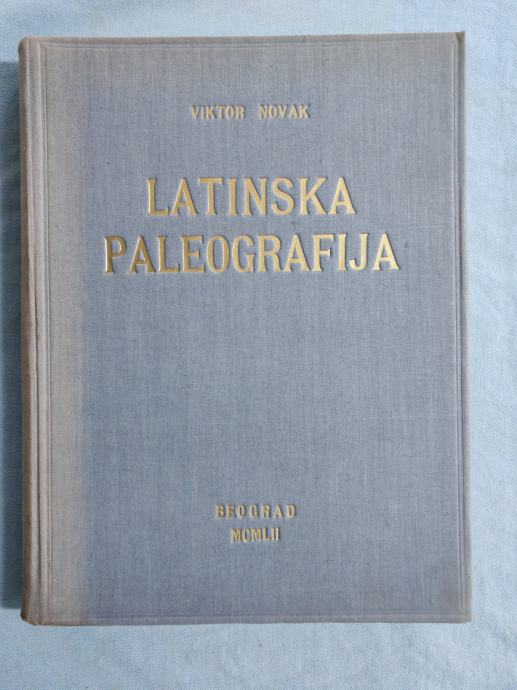 VIKTOR NOVAK
LATINSKA
PALEOGRAFIJA
BEOGRAD
MCMLII